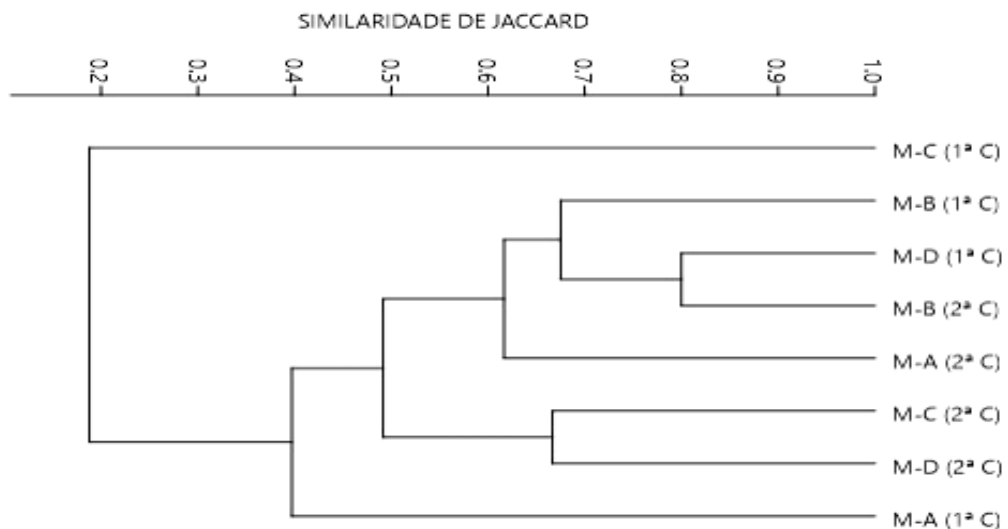 SIMILARIDADE DE JACCARD
0.2 0.3 0.4 0.5 0.6 0.7 0.8 0.9 1.0
M-C (1ª C)
M-B (1ª C)
M-D (1ª C)
M-B (2ª C)
M-A (2ª C)
M-C (2ª C)
M-D (2ª C)
M-A (1ª C)